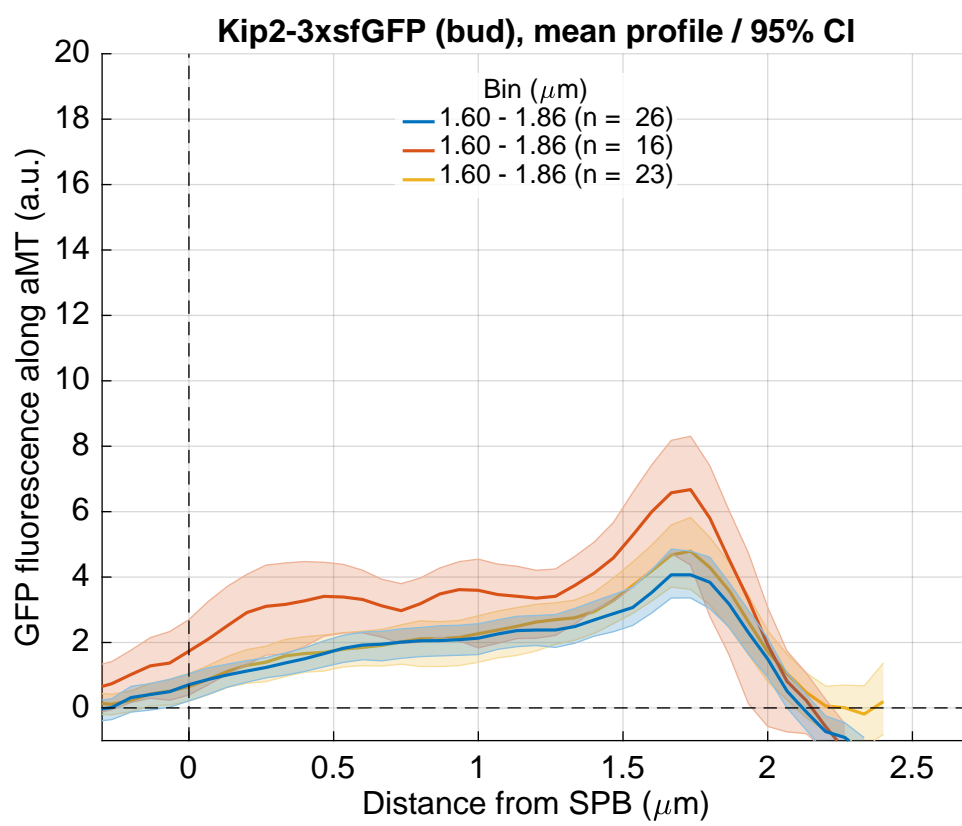 Kip2-3xsfGFP (bud), mean profile / 95% CI
20
18
16
14
12
10
8
6
4
2
0
GFP fluorescence along aMT (a.u.)
Bin (μm)
1.60 - 1.86 (n = 26)
1.60 - 1.86 (n = 16)
1.60 - 1.86 (n = 23)
0 0.5 1 1.5 2 2.5
Distance from SPB (μm)